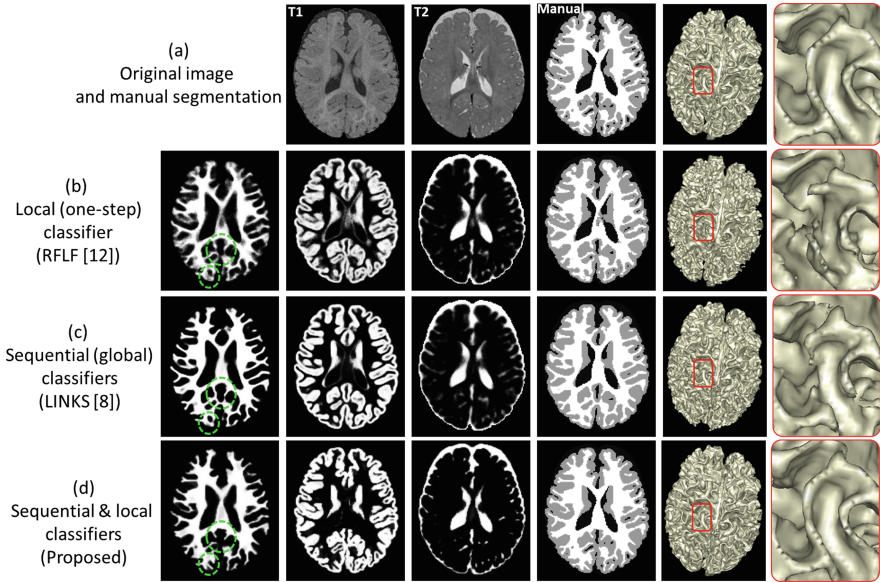 T1
T2
Manual
(a)
Original image
and manual segmentation
(b)
Local (one-step)
classifier
(RFLF [12])
(c)
Sequential (global)
classifiers
(LINKS [8])
(d)
Sequential & local
classifiers
(Proposed)